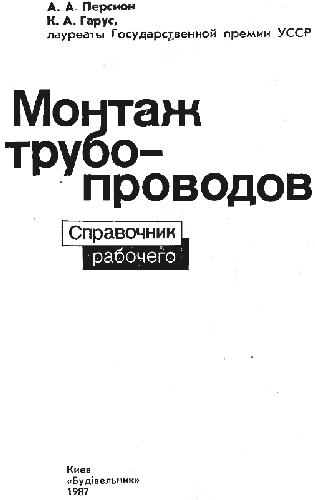 А. А. Персион,
К. А. Гарус,
лауреаты Государственной премии УССР
Монтаж
трубо-
проводов
Справочник
рабочего
Киев
«Будівельник»
1987